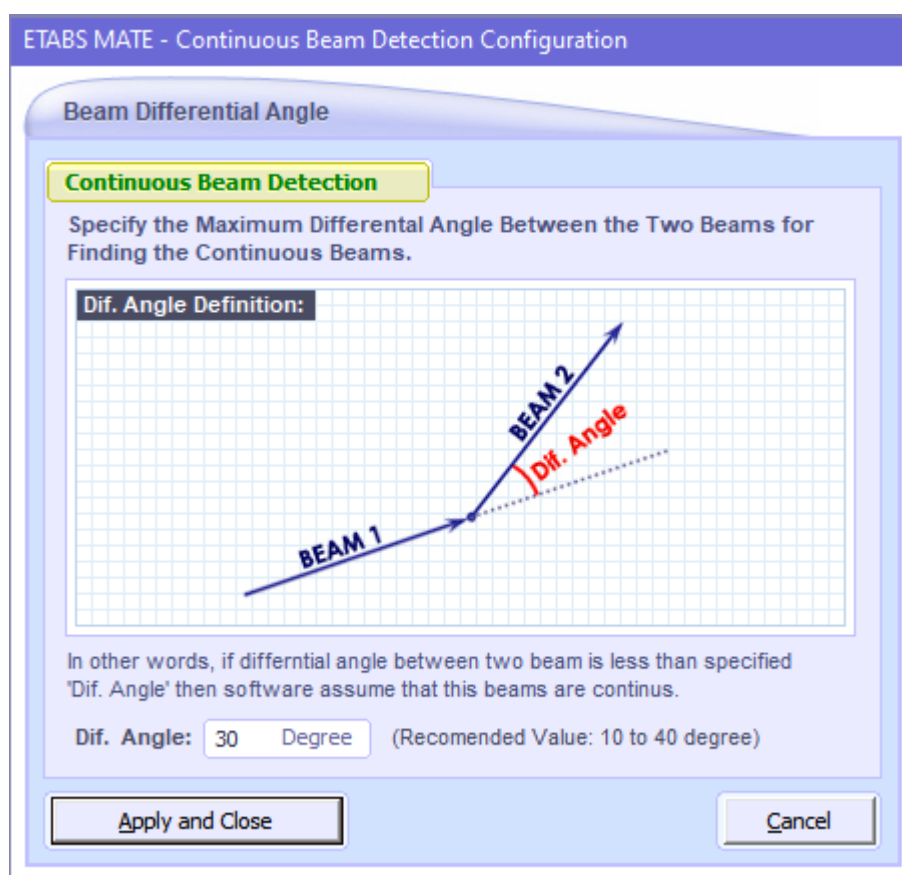 ETABS MATE - Continuous Beam Detection Configuration
Beam Differential Angle
Continuous Beam Detection
Specify the Maximum Differental Angle Between the Two Beams for
Finding the Continuous Beams.
Dif. Angle Definition:
BEAM 2
Dif. Angle
BEAM 1
In other words, if differntial angle between two beam is less than specified
'Dif. Angle' then software assume that this beams are continus.
Dif. Angle: 30 Degree (Recomended Value: 10 to 40 degree)
Apply and Close Cancel